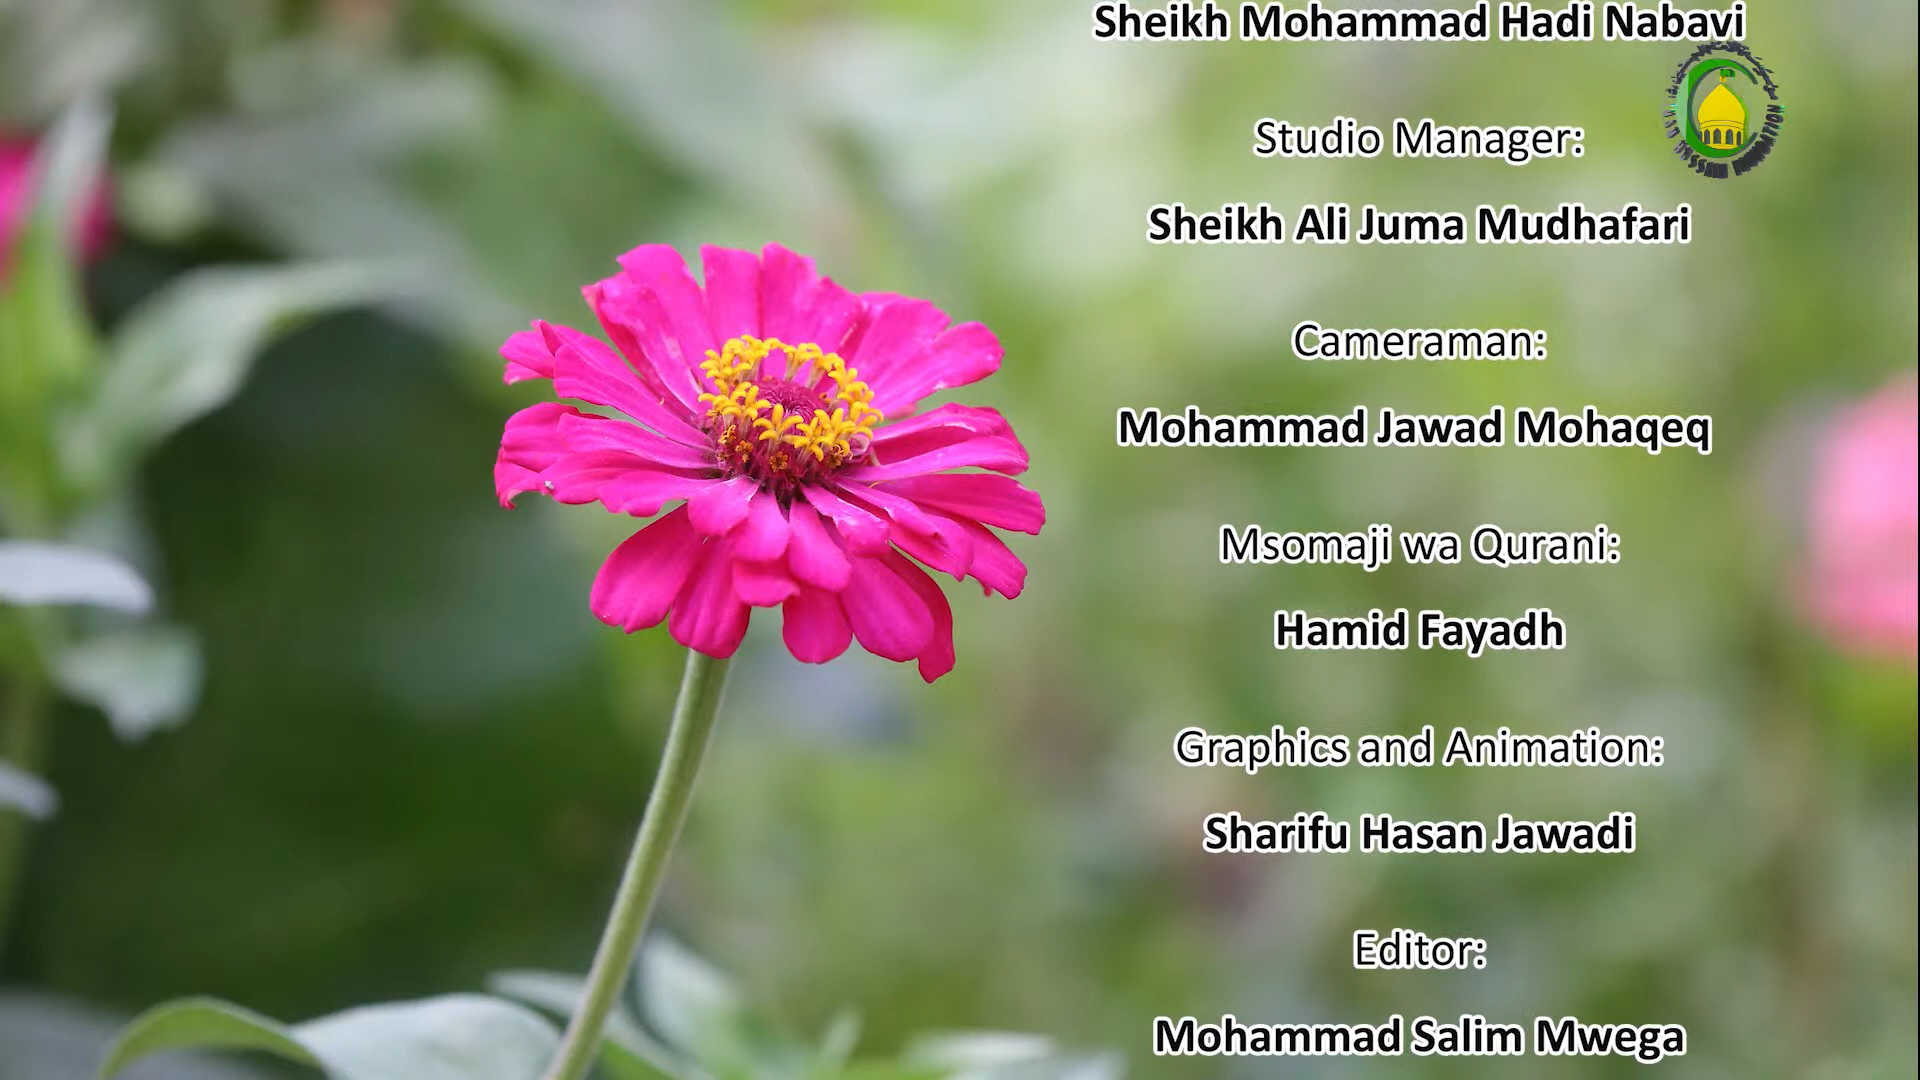 Sheikh Mohammad Hadi Nabavi
Studio Manager:
Sheikh Ali Juma Mudhafari
Cameraman:
Mohammad Jawad Mohaqeq
Msomaji wa Qurani:
Hamid Fayadh
Graphics and Animation:
Sharifu Hasan Jawadi
Editor:
Mohammad Salim Mwega